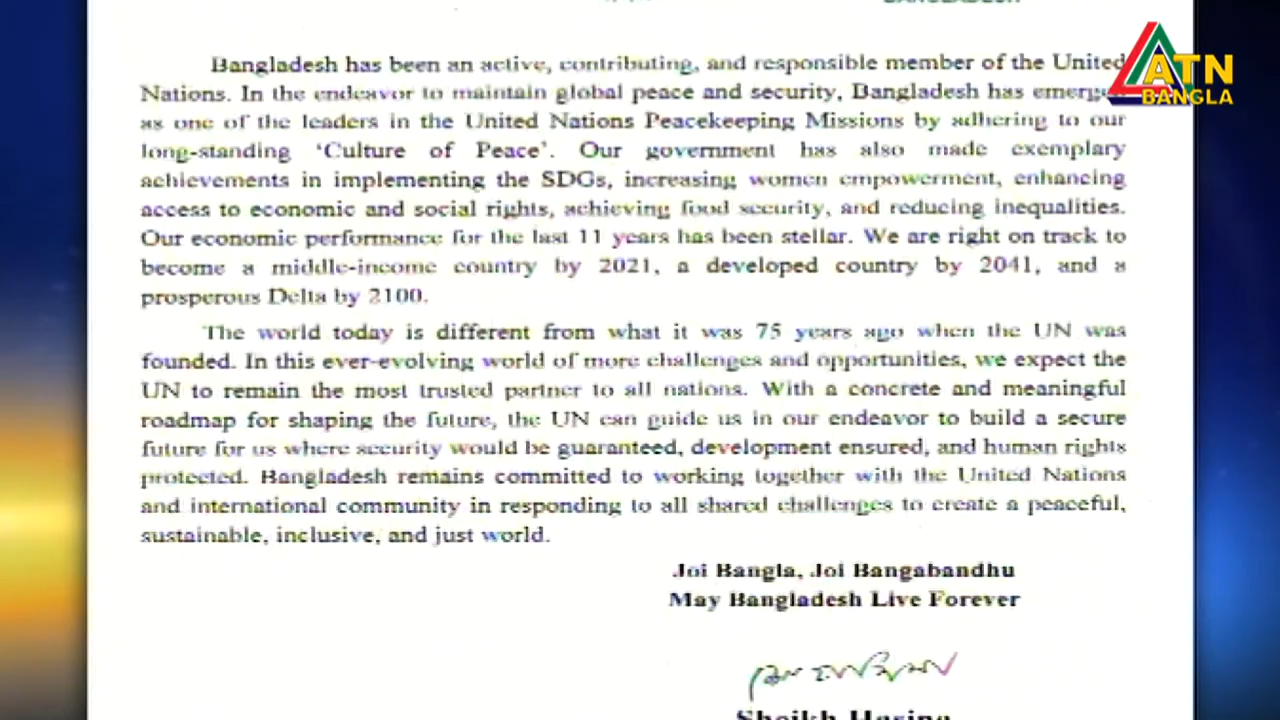 BANGLADESH
Bangladesh has been an active, contributing, and responsible member of the United
Nations. In the endeavor to maintain global peace and security, Bangladesh has emerged
as one of the leaders in the United Nations Peacekeeping Missions by adhering to our
long-standing ‘Culture of Peace’. Our government has also made exemplary
achievements in implementing the SDGs, increasing women empowerment, enhancing
access to economic and social rights, achieving food security, and reducing inequalities.
Our economic performance for the last 11 years has been stellar. We are right on track to
become a middle-income country by 2021, a developed country by 2041, and a
prosperous Delta by 2100.
The world today is different from what it was 75 years ago when the UN was
founded. In this ever-evolving world of more challenges and opportunities, we expect the
UN to remain the most trusted partner to all nations. With a concrete and meaningful
roadmap for shaping the future, the UN can guide us in our endeavor to build a secure
future for us where security would be guaranteed, development ensured, and human rights
protected. Bangladesh remains committed to working together with the United Nations
and international community in responding to all shared challenges to create a peaceful,
sustainable, inclusive, and just world.
Joi Bangla, Joi Bangabandhu
May Bangladesh Live Forever
Sheikh Hasina
ATN
BANGLA